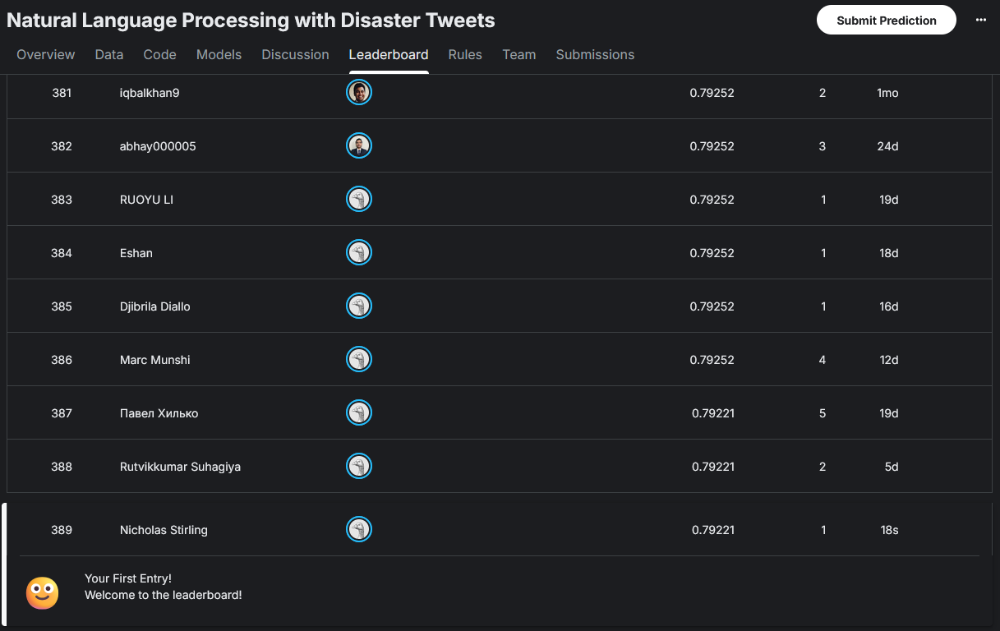 Natural Language Processing with Disaster Tweets
Submit Prediction
Overview Data Code Models Discussion Leaderboard Rules Team Submissions
381 iqbalkhan9 0.79252 2 1mo
382 abhay000005 0.79252 3 24d
383 RUOYU LI 0.79252 1 19d
384 Eshan 0.79252 1 18d
385 Djibrila Diallo 0.79252 1 16d
386 Marc Munshi 0.79252 4 12d
387 Павел Хилько 0.79221 5 19d
388 Rutvikkumar Suhagiya 0.79221 2 5d
389 Nicholas Stirling 0.79221 1 18s
Your First Entry!
Welcome to the leaderboard!